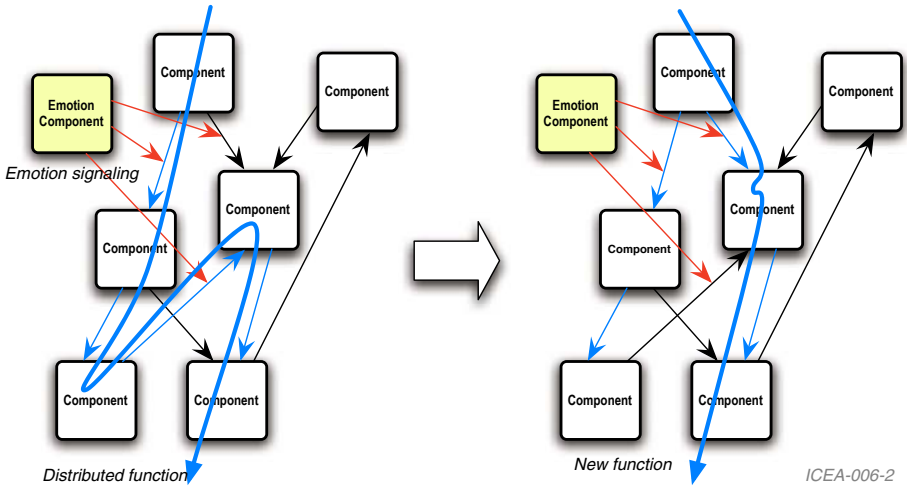 Component
Emotion
Component
Component
Emotion signaling
Component
Component
Component
Component
Distributed function
Component
Emotion
Component
Component
Component
Component
Component
Component
New function
ICEA-006-2